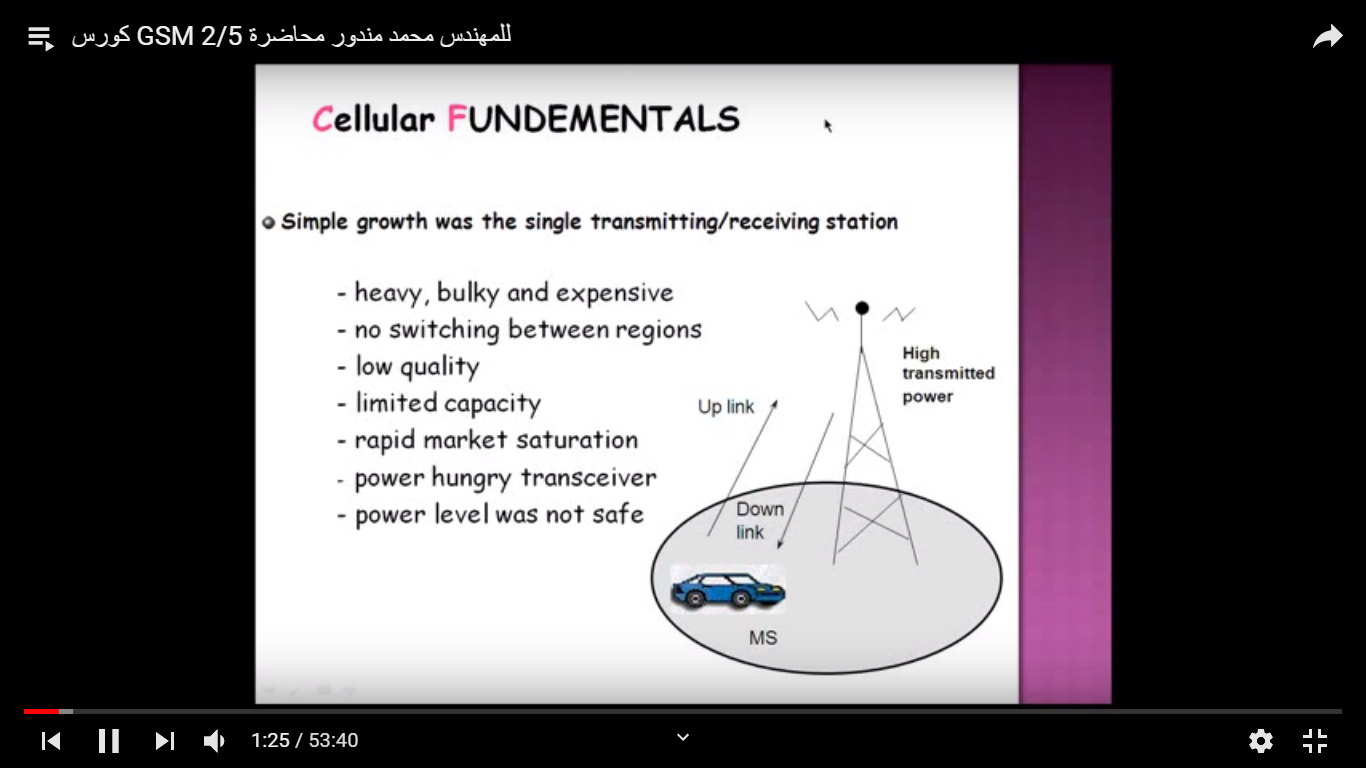 كورس GSM 2/5 للمهندس محمد مندور محاضرة
Cellular FUNDEMENTALS
Simple growth was the single transmitting/receiving station
- heavy, bulky and expensive
- no switching between regions
- low quality
- limited capacity
- rapid market saturation
- power hungry transceiver
- power level was not safe
High
transmitted
power
Up link
Down
link
MS
1:25 / 53:40